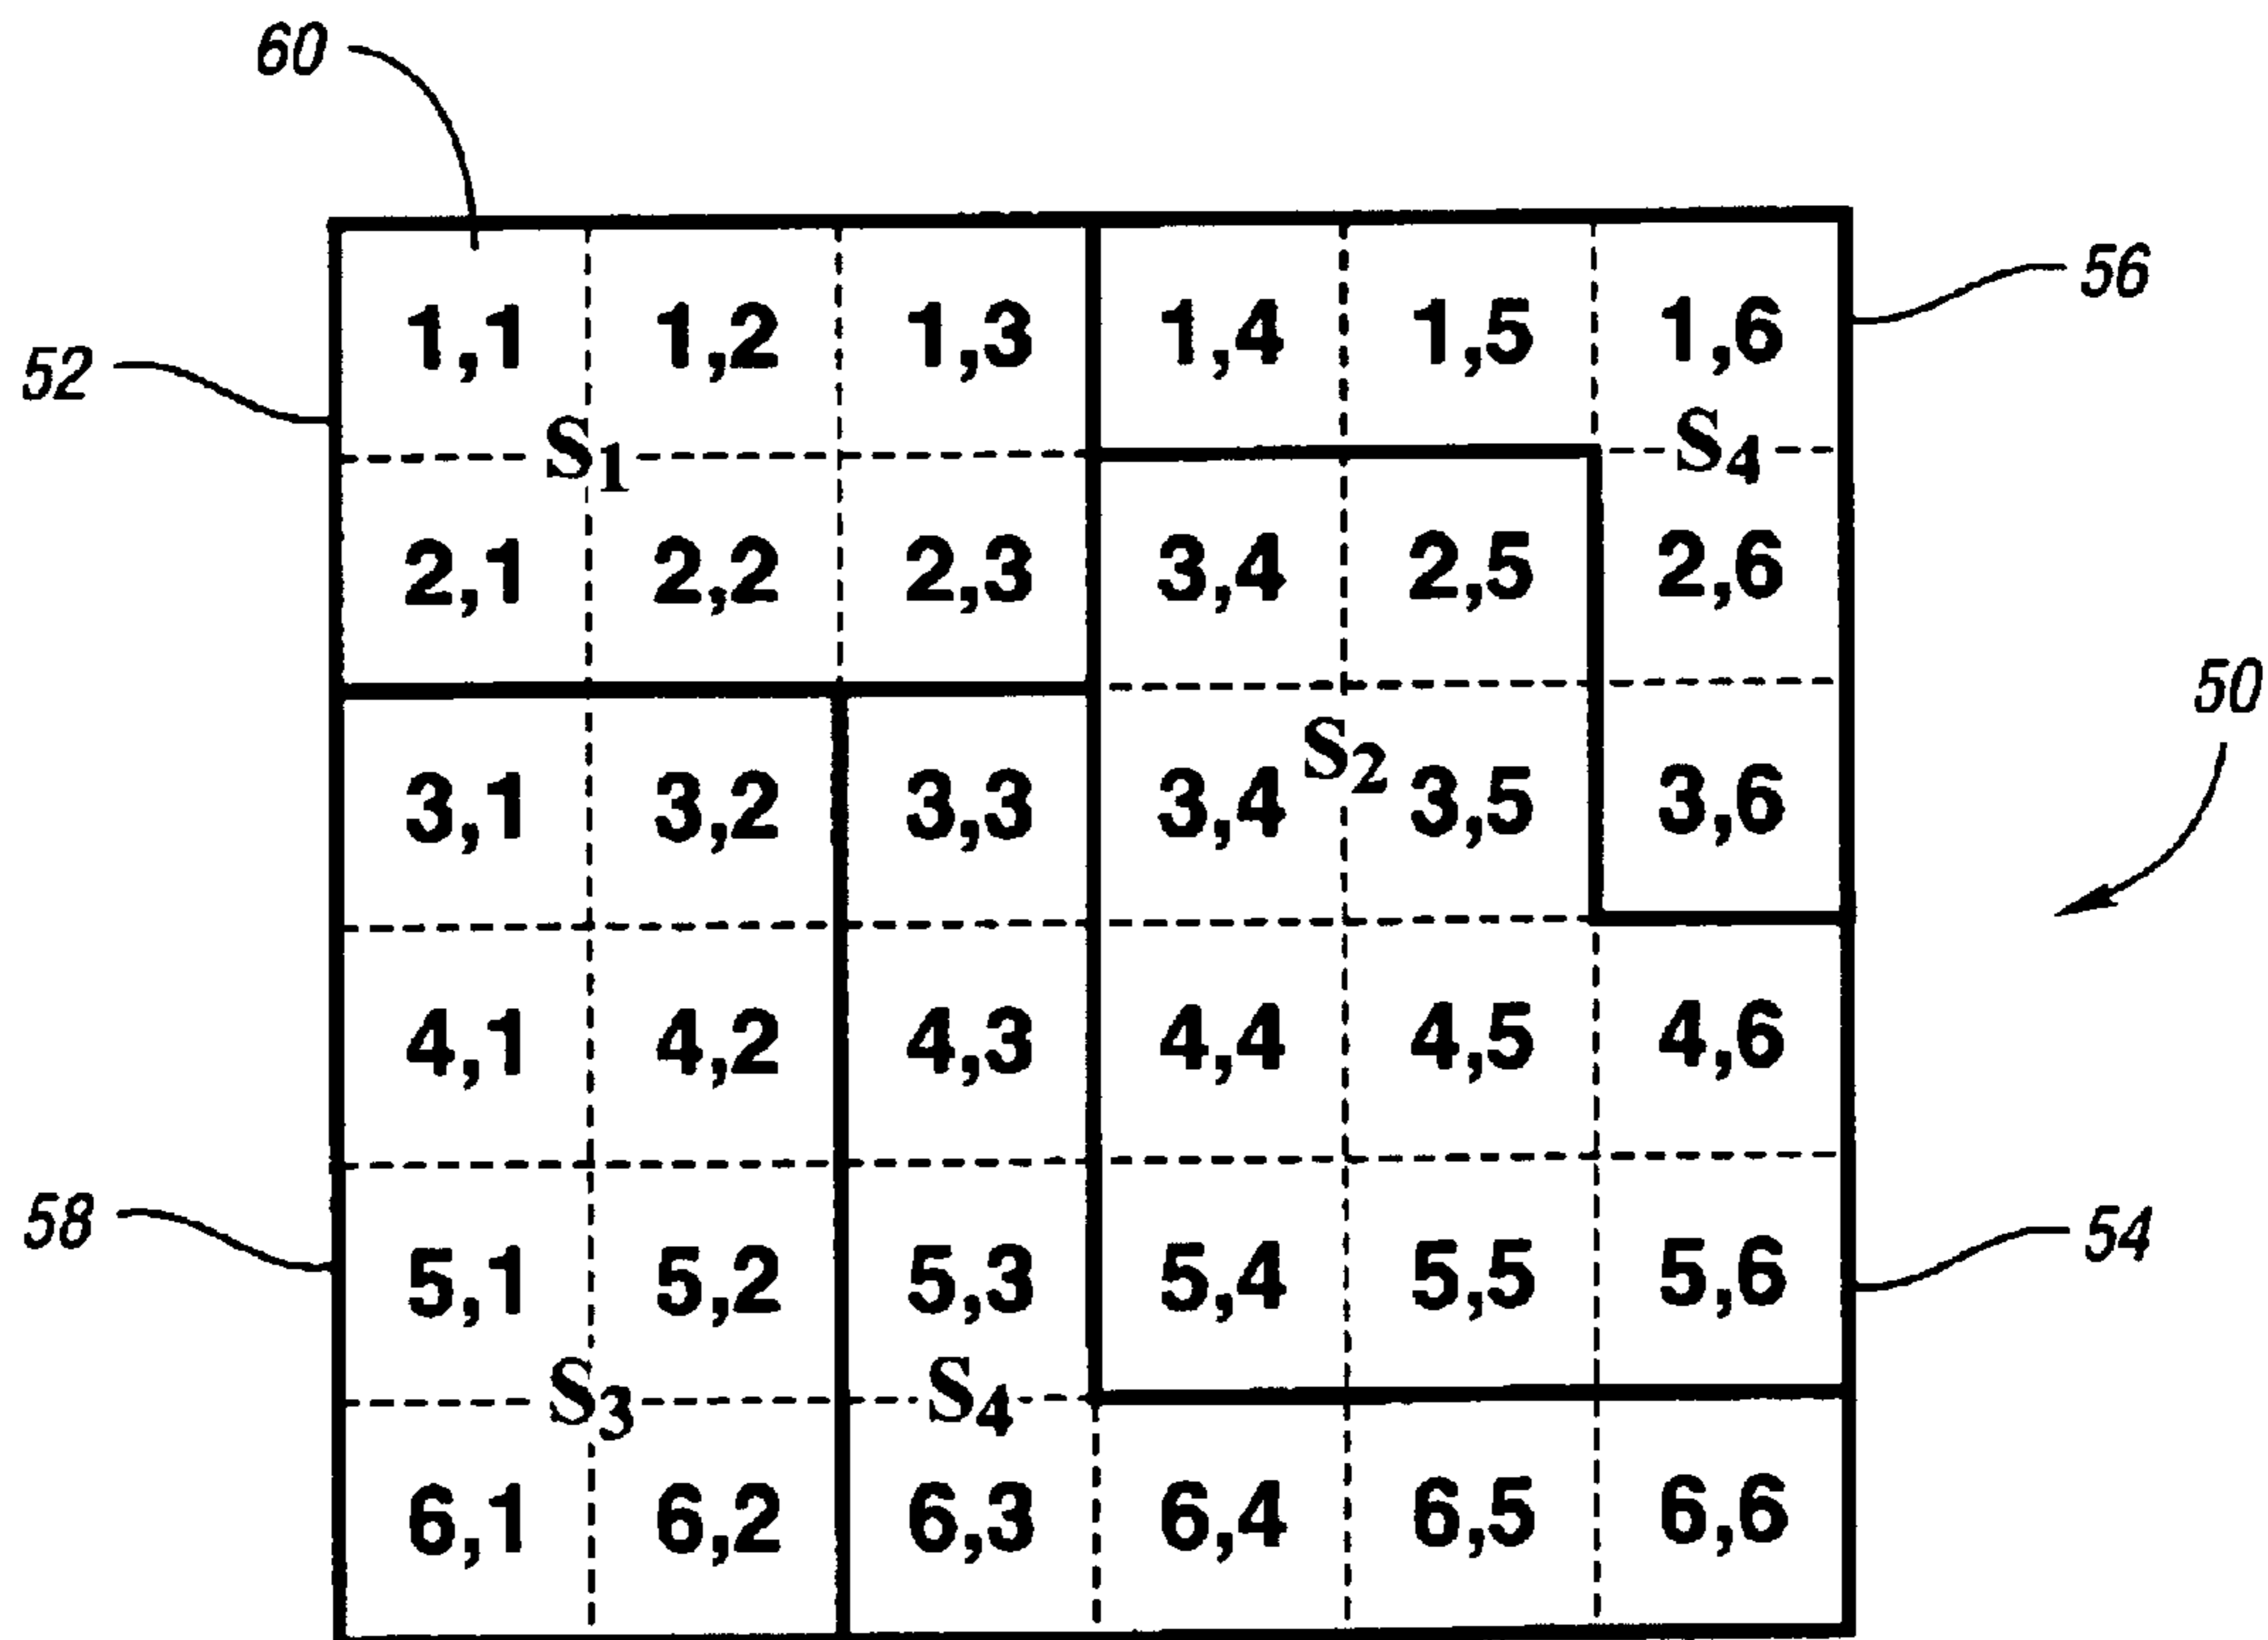 60
56
1,1 1,2 1,3 1,4 1,5 1,6
52
S1 S4
2,1 2,2 2,3 3,4 2,5 2,6
50
S2
3,1 3,2 3,3 3,4 3,5 3,6
4,1 4,2 4,3 4,4 4,5 4,6
58
54
5,1 5,2 5,3 5,4 5,5 5,6
S3 S4
6,1 6,2 6,3 6,4 6,5 6,6